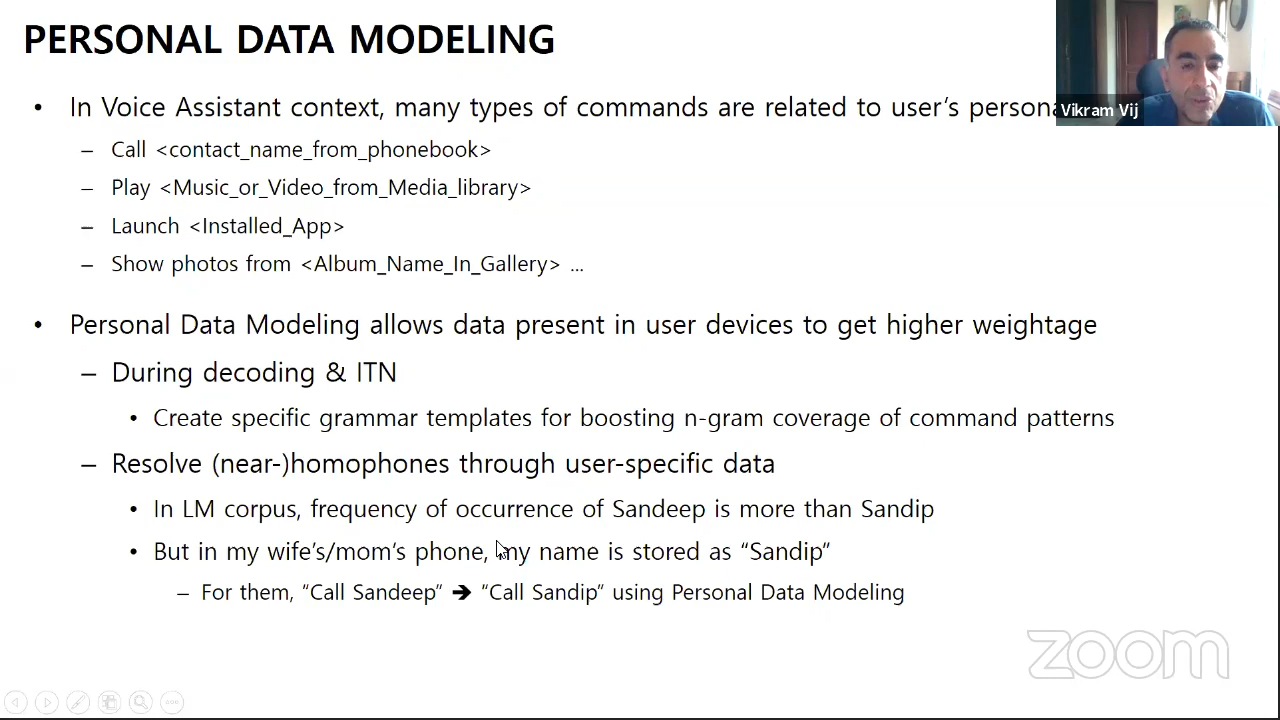 PERSONAL DATA MODELING
• In Voice Assistant context, many types of commands are related to user's persona
Vikram Vij
– Call <contact_name_from_phonebook>
– Play <Music_or_Video_from_Media_library>
– Launch <Installed_App>
– Show photos from <Album_Name_In_Gallery> ...
• Personal Data Modeling allows data present in user devices to get higher weightage
– During decoding & ITN
• Create specific grammar templates for boosting n-gram coverage of command patterns
– Resolve (near-)homophones through user-specific data
• In LM corpus, frequency of occurrence of Sandeep is more than Sandip
• But in my wife's/mom's phone, my name is stored as “Sandip”
– For them, “Call Sandeep” ➔ “Call Sandip” using Personal Data Modeling
zoom